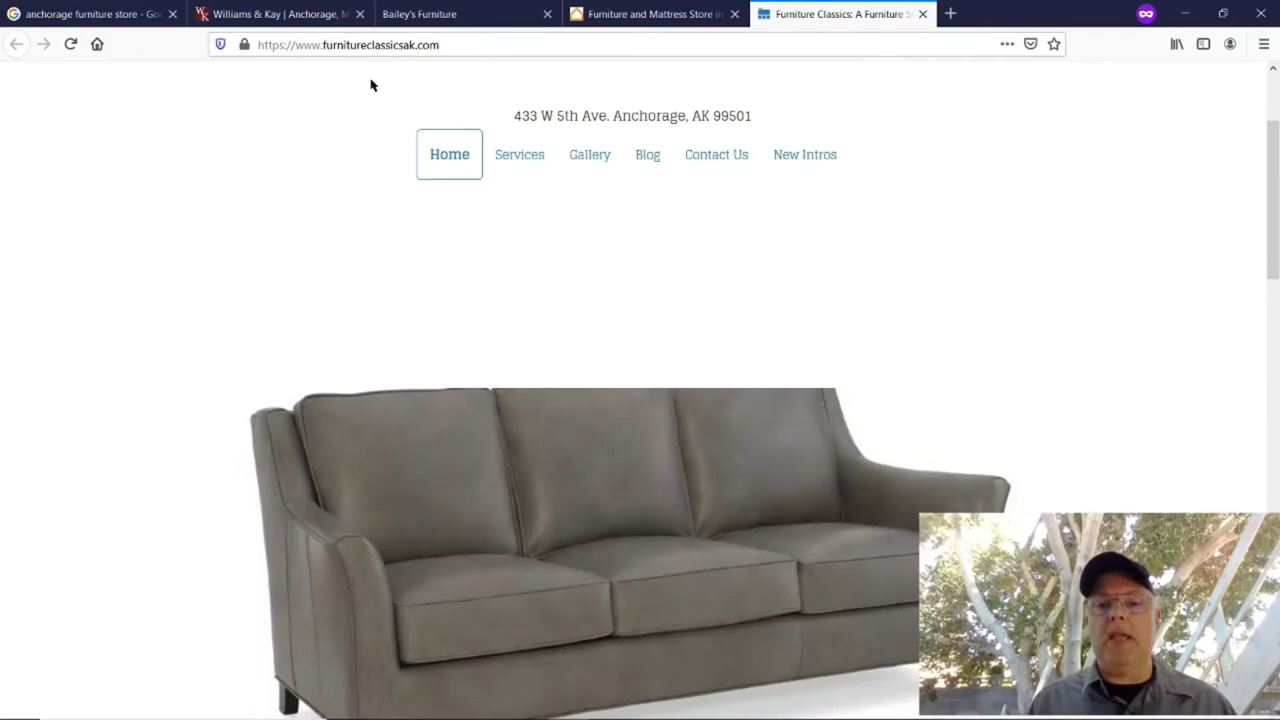 anchorage furniture store - Go
Williams & Kay | Anchorage, M
Bailey's Furniture
Furniture and Mattress Store in
Furniture Classics: A Furniture S
https://www.furnitureclassicsak.com
433 W 5th Ave. Anchorage, AK 99501
Home Services Gallery Blog Contact Us New Intros